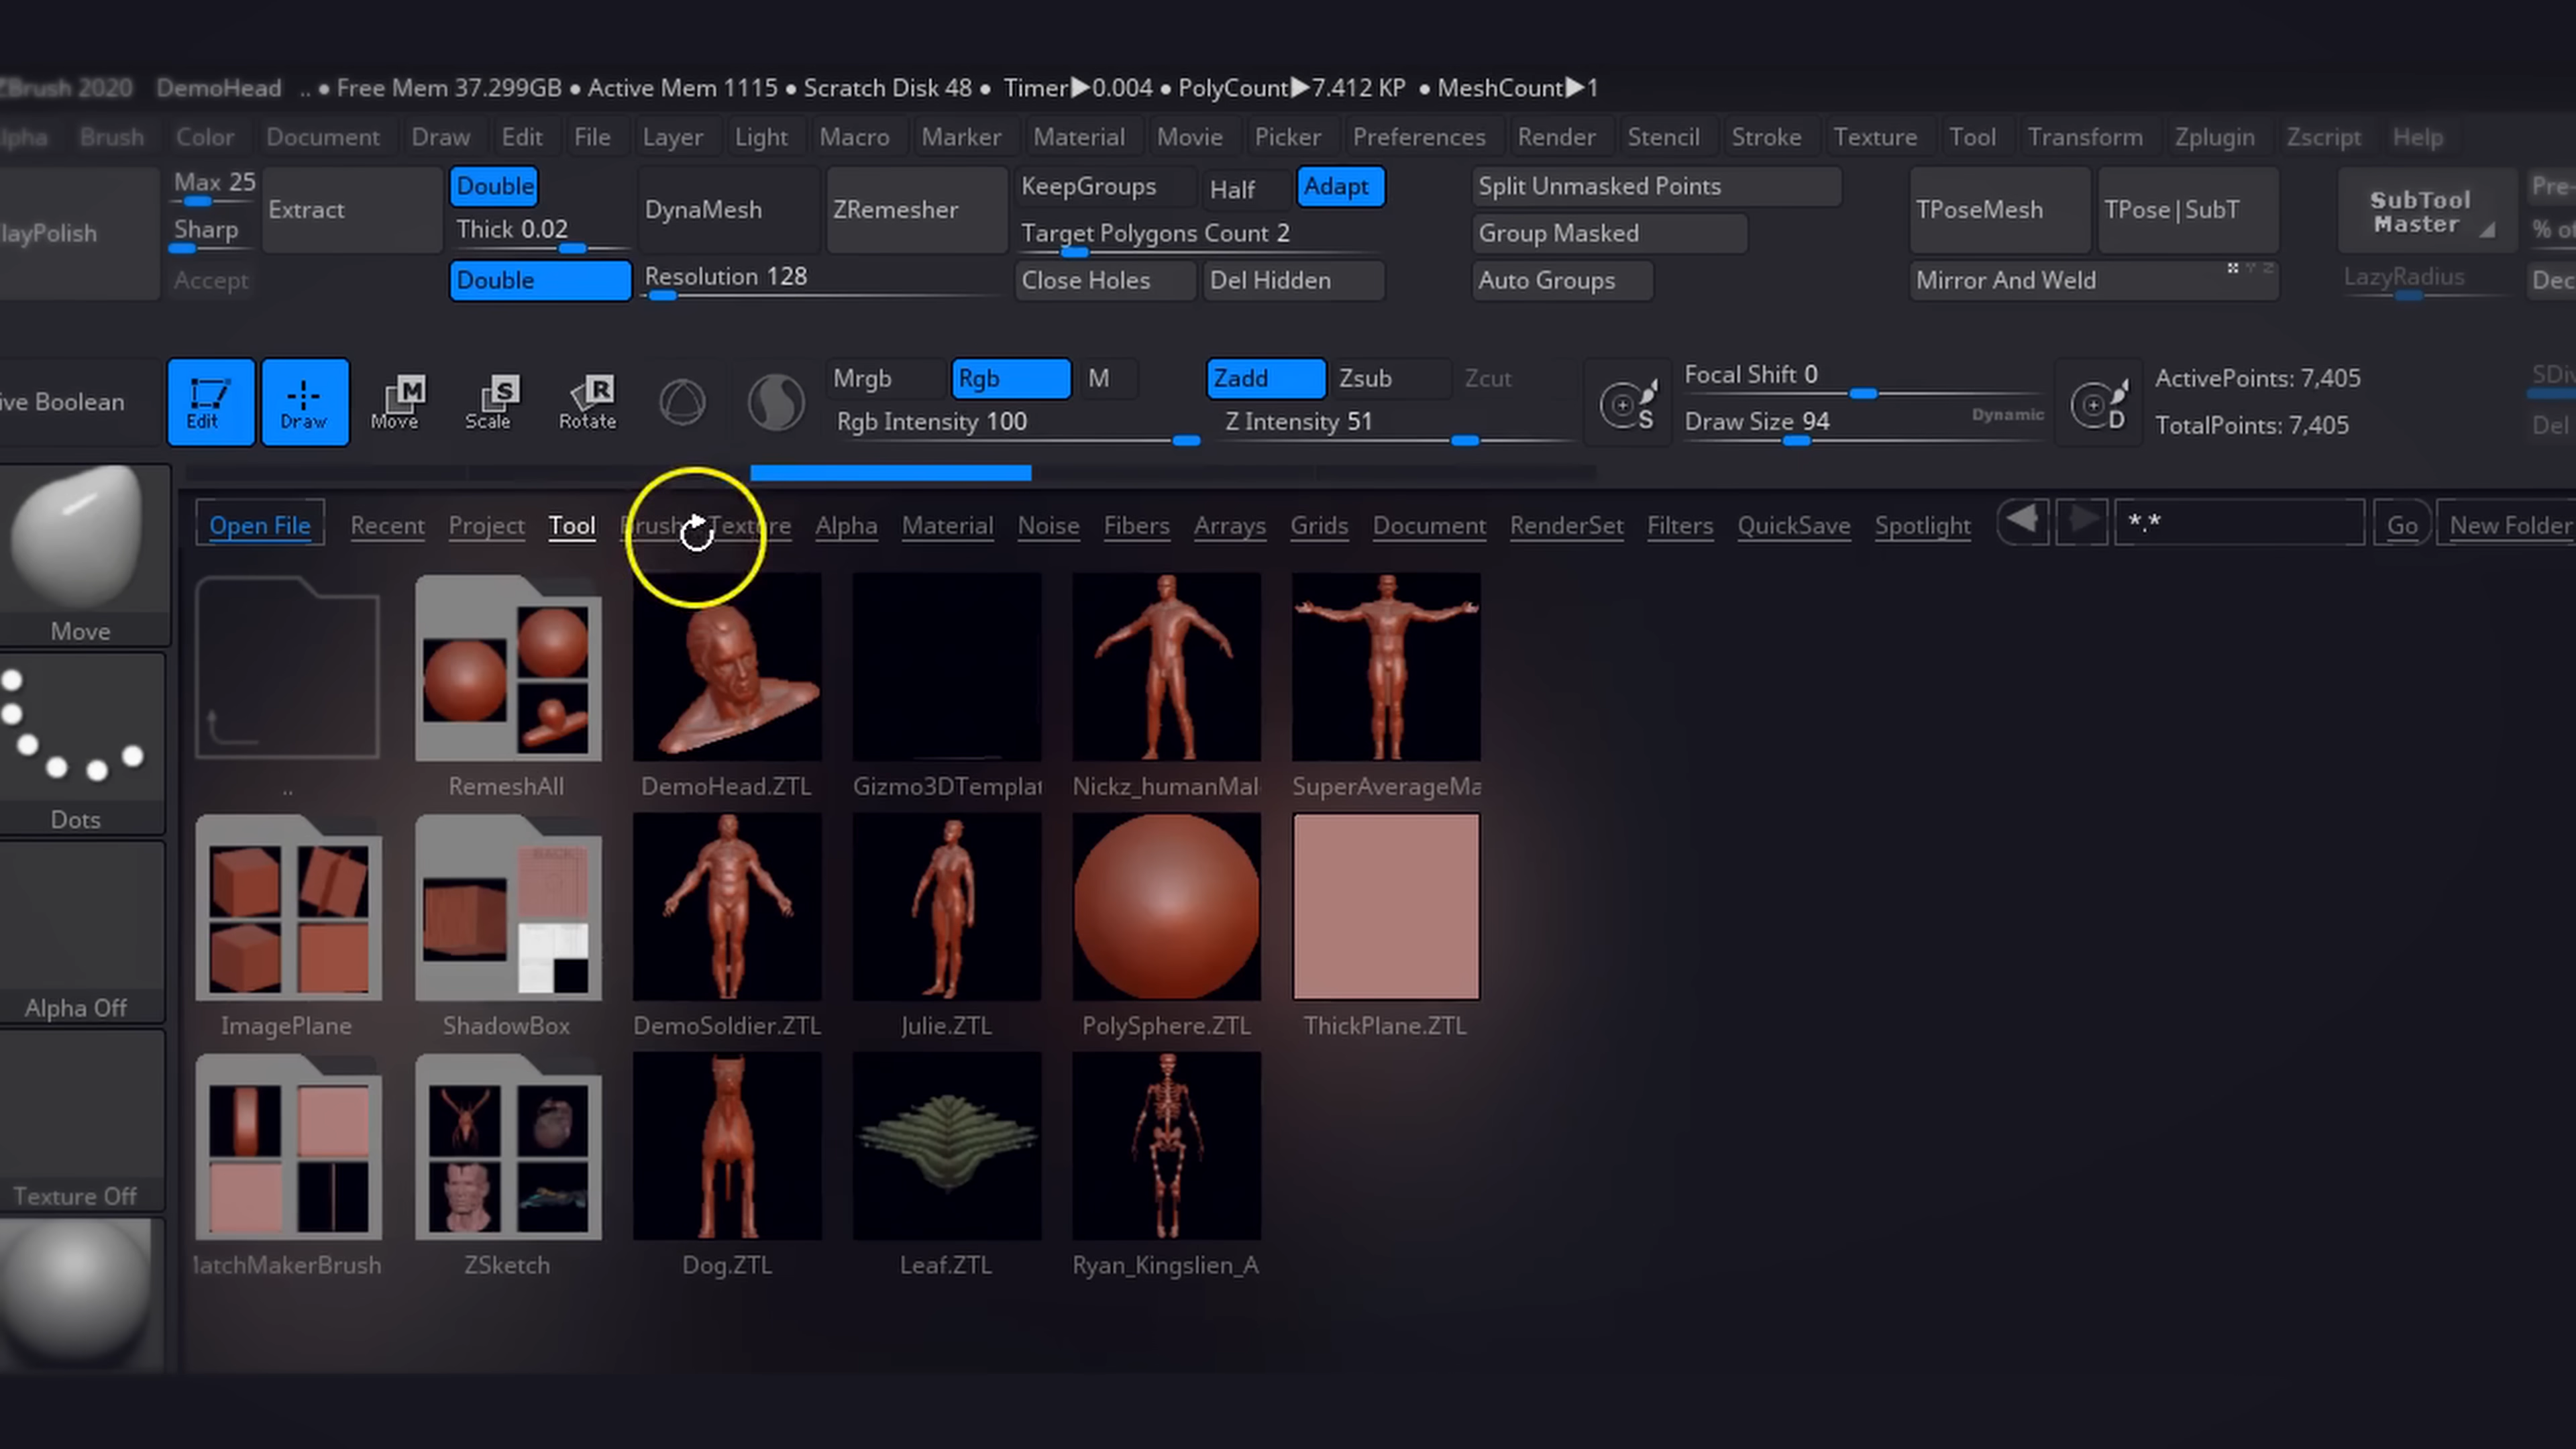 ZBrush 2020 DemoHead .. • Free Mem 37.299GB • Active Mem 1115 • Scratch Disk 48 • Timer▶0.004 • PolyCount▶7.412 KP • MeshCount▶1
lpha Brush Color Document Draw Edit File Layer Light Macro Marker Material Movie Picker Preferences Render Stencil Stroke Texture Tool Transform Zplugin Zscript Help
Max 25 Double KeepGroups Half Adapt Split Unmasked Points Pre-
Extract DynaMesh ZRemesher TPoseMesh TPose|SubT SubTool
Master
layPolish Sharp Thick 0.02 Target Polygons Count 2 Group Masked % of
Accept Double Resolution 128 Close Holes Del Hidden Auto Groups Mirror And Weld LazyRadius Dec
Mrgb Rgb M Zadd Zsub Zcut Focal Shift 0 ActivePoints: 7,405 SDiv
ive Boolean Edit Draw M Move S Scale R Rotate S D
Rgb Intensity 100 Z Intensity 51 Draw Size 94 Dynamic TotalPoints: 7,405 Del
Open File Recent Project Tool Brush Texture Alpha Material Noise Fibers Arrays Grids Document RenderSet Filters QuickSave Spotlight *.* Go New Folder
Move
.. RemeshAll DemoHead.ZTL Gizmo3DTemplat Nickz_humanMal SuperAverageMa
Dots
BACK
Alpha Off
ImagePlane ShadowBox DemoSoldier.ZTL Julie.ZTL PolySphere.ZTL ThickPlane.ZTL
Texture Off
MatchMakerBrush ZSketch Dog.ZTL Leaf.ZTL Ryan_Kingslien_A